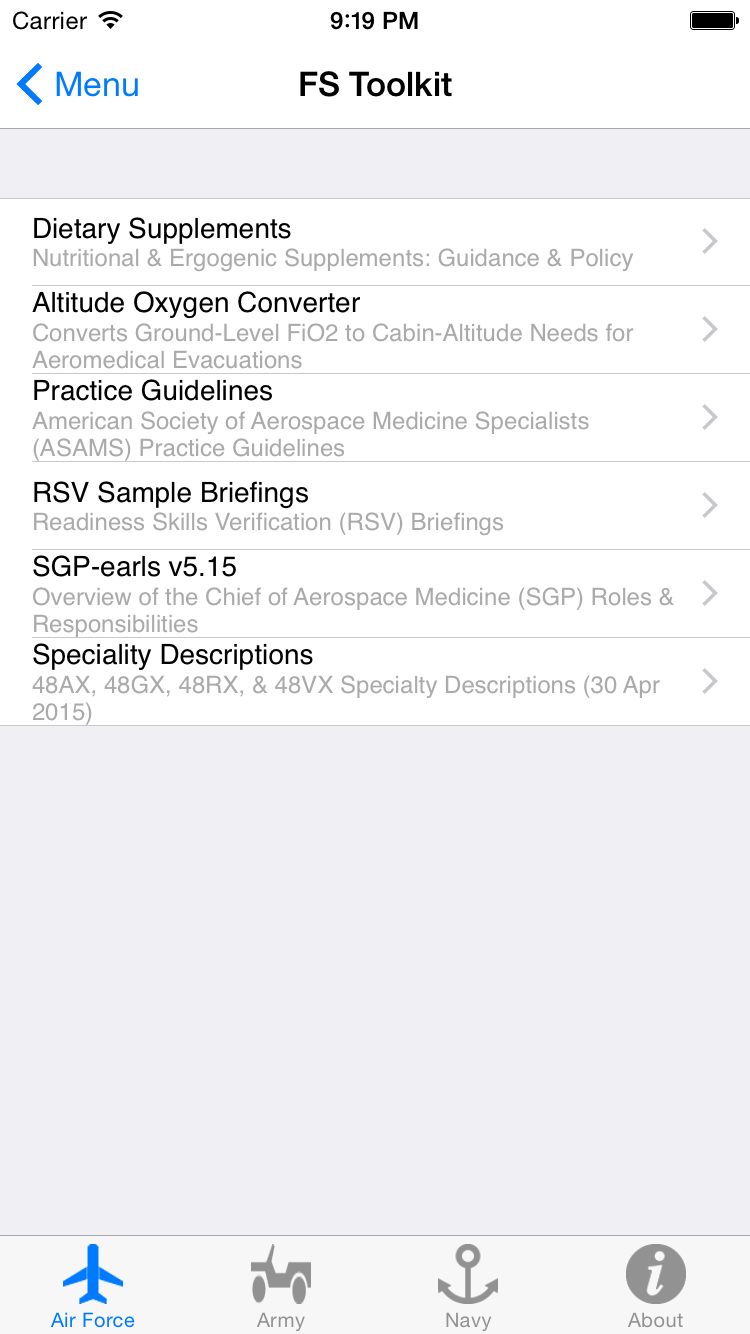 Carrier 9:19 PM
Menu FS Toolkit
Dietary Supplements
Nutritional & Ergogenic Supplements: Guidance & Policy
Altitude Oxygen Converter
Converts Ground-Level FiO2 to Cabin-Altitude Needs for
Aeromedical Evacuations
Practice Guidelines
American Society of Aerospace Medicine Specialists
(ASAMS) Practice Guidelines
RSV Sample Briefings
Readiness Skills Verification (RSV) Briefings
SGP-earls v5.15
Overview of the Chief of Aerospace Medicine (SGP) Roles &
Responsibilities
Speciality Descriptions
48AX, 48GX, 48RX, & 48VX Specialty Descriptions (30 Apr
2015)
Air Force Army Navy About